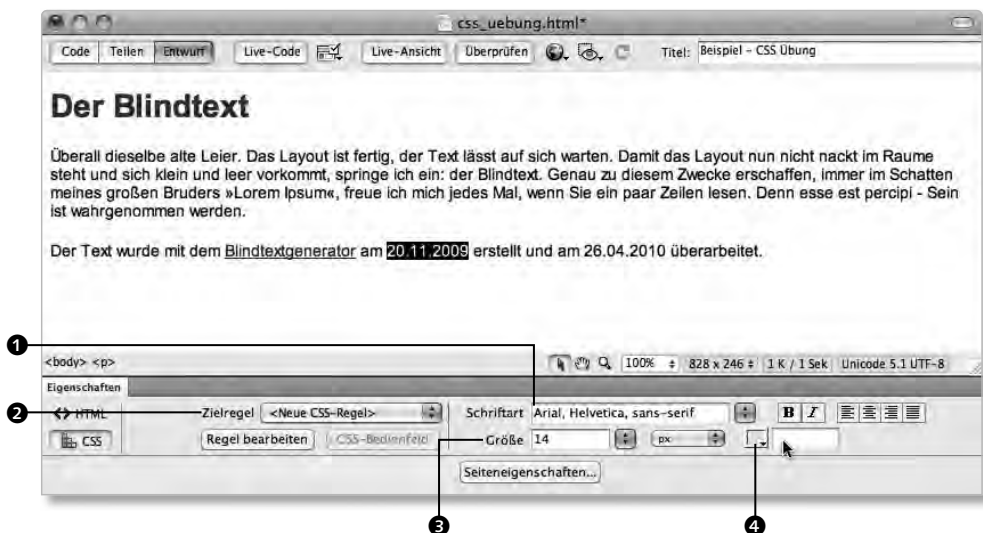 css_uebung.html*
Code Teilen Entwurf Live-Code Live-Ansicht Überprüfen Titel: Beispiel - CSS Übung
Der Blindtext
Überall dieselbe alte Leier. Das Layout ist fertig, der Text lässt auf sich warten. Damit das Layout nun nicht nackt im Raume
steht und sich klein und leer vorkommt, springe ich ein: der Blindtext. Genau zu diesem Zwecke erschaffen, immer im Schatten
meines großen Bruders »Lorem Ipsum«, freue ich mich jedes Mal, wenn Sie ein paar Zeilen lesen. Denn esse est percipi - Sein
ist wahrgenommen werden.
Der Text wurde mit dem Blindtextgenerator am 20.11.2009 erstellt und am 26.04.2010 überarbeitet.
❶
<body> <p> 100% 828 x 246 1 K / 1 Sek Unicode 5.1 UTF-8
Eigenschaften
❷ <> HTML Zielregel <Neue CSS-Regel> Schriftart Arial, Helvetica, sans-serif B I
CSS Regel bearbeiten CSS-Bedienfeld Größe 14 px
Seiteneigenschaften...
❸ ❹